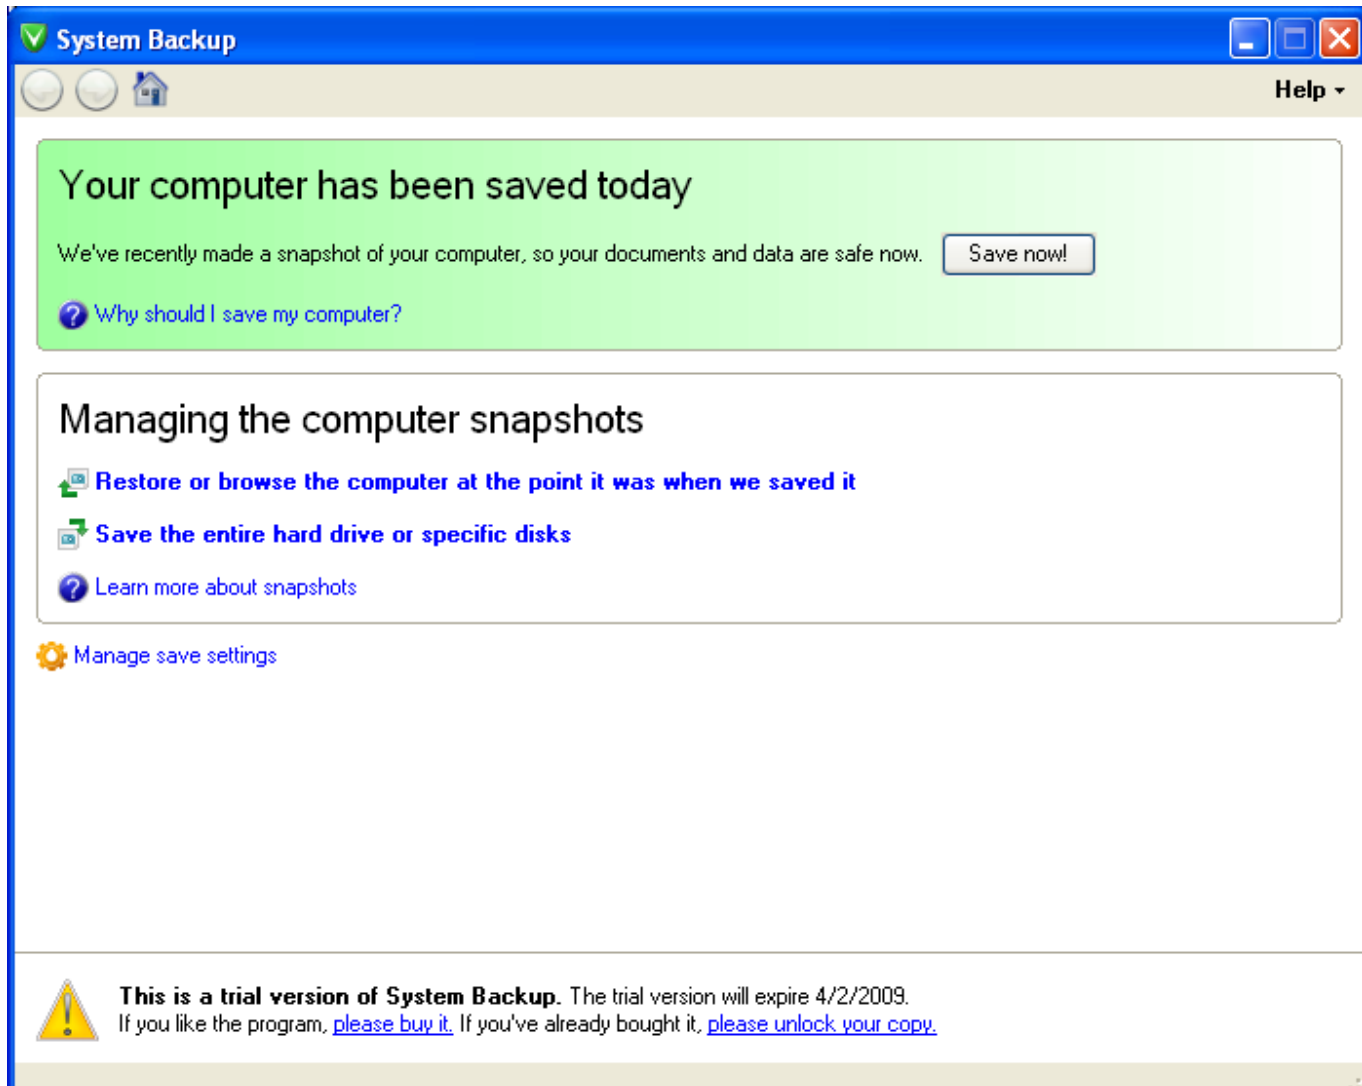 System Backup
Help
Your computer has been saved today
We've recently made a snapshot of your computer, so your documents and data are safe now. Save now!
Why should I save my computer?
Managing the computer snapshots
Restore or browse the computer at the point it was when we saved it
Save the entire hard drive or specific disks
Learn more about snapshots
Manage save settings
This is a trial version of System Backup. The trial version will expire 4/2/2009.
If you like the program, please buy it. If you've already bought it, please unlock your copy.